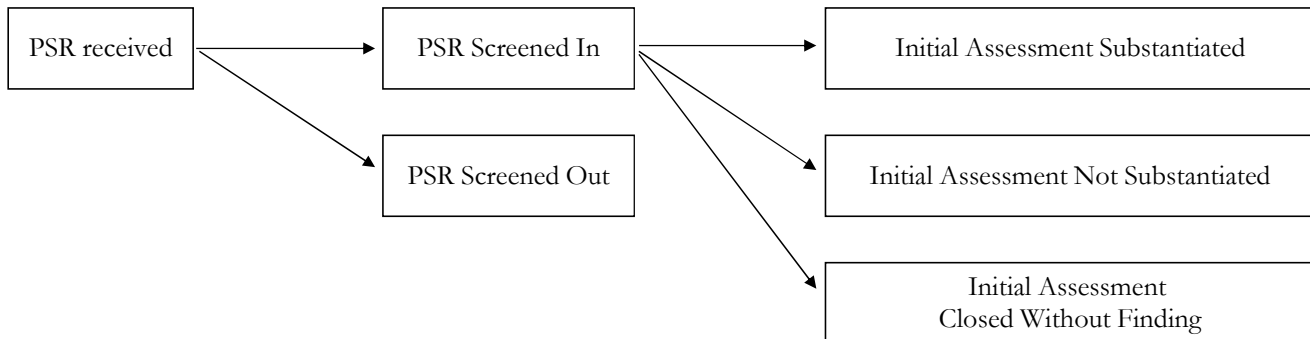 PSR received
PSR Screened In
Initial Assessment Substantiated
PSR Screened Out
Initial Assessment Not Substantiated
Initial Assessment
Closed Without Finding